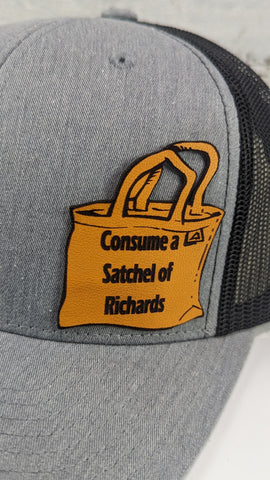 Consume a
Satchel of
Richards